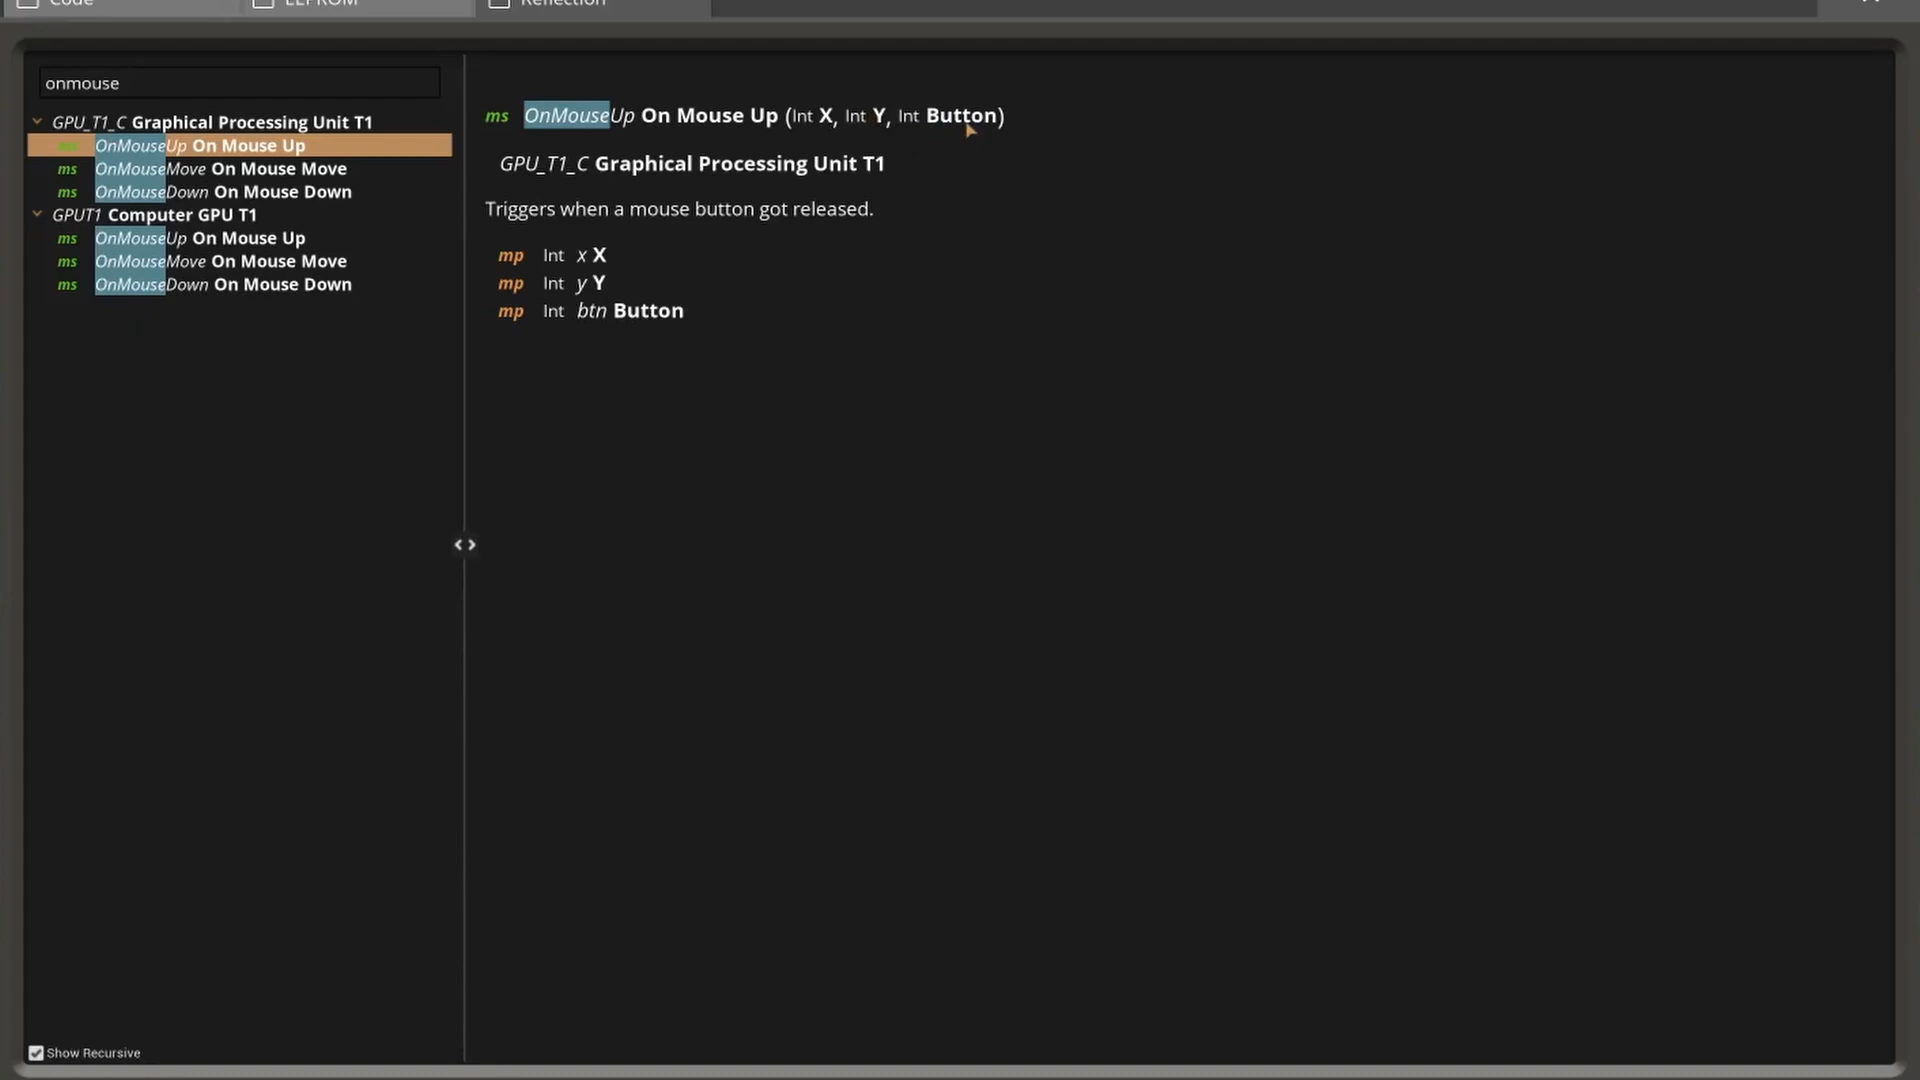 Code EEPROM Reflection
onmouse
GPU_T1_C Graphical Processing Unit T1
ms OnMouseUp On Mouse Up
ms OnMouseMove On Mouse Move
ms OnMouseDown On Mouse Down
GPUT1 Computer GPU T1
ms OnMouseUp On Mouse Up
ms OnMouseMove On Mouse Move
ms OnMouseDown On Mouse Down
Show Recursive
ms OnMouseUp On Mouse Up (Int X, Int Y, Int Button)
GPU_T1_C Graphical Processing Unit T1
Triggers when a mouse button got released.
mp Int x X
mp Int y Y
mp Int btn Button